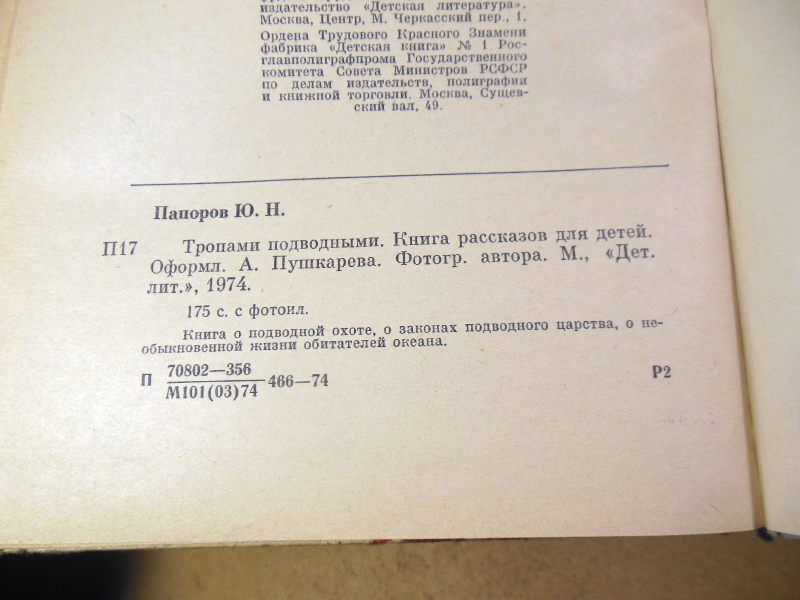 издательство «Детская литература».
Москва, Центр, М. Черкасский пер., 1.
Ордена Трудового Красного Знамени
фабрика «Детская книга» № 1 Рос-
главполиграфпрома Государственного
комитета Совета Министров РСФСР
по делам издательств, полиграфии
и книжной торговли. Москва, Сущев-
ский вал, 49.
Папоров Ю. Н.
П17 Тропами подводными. Книга рассказов для детей.
Оформл. А. Пушкарева. Фотогр. автора. М., «Дет.
лит.», 1974.
175 с. с фотоил.
Книга о подводной охоте, о законах подводного царства, о не-
обыкновенной жизни обитателей океана.
П 70802—356
М101(03)74 466—74 Р2